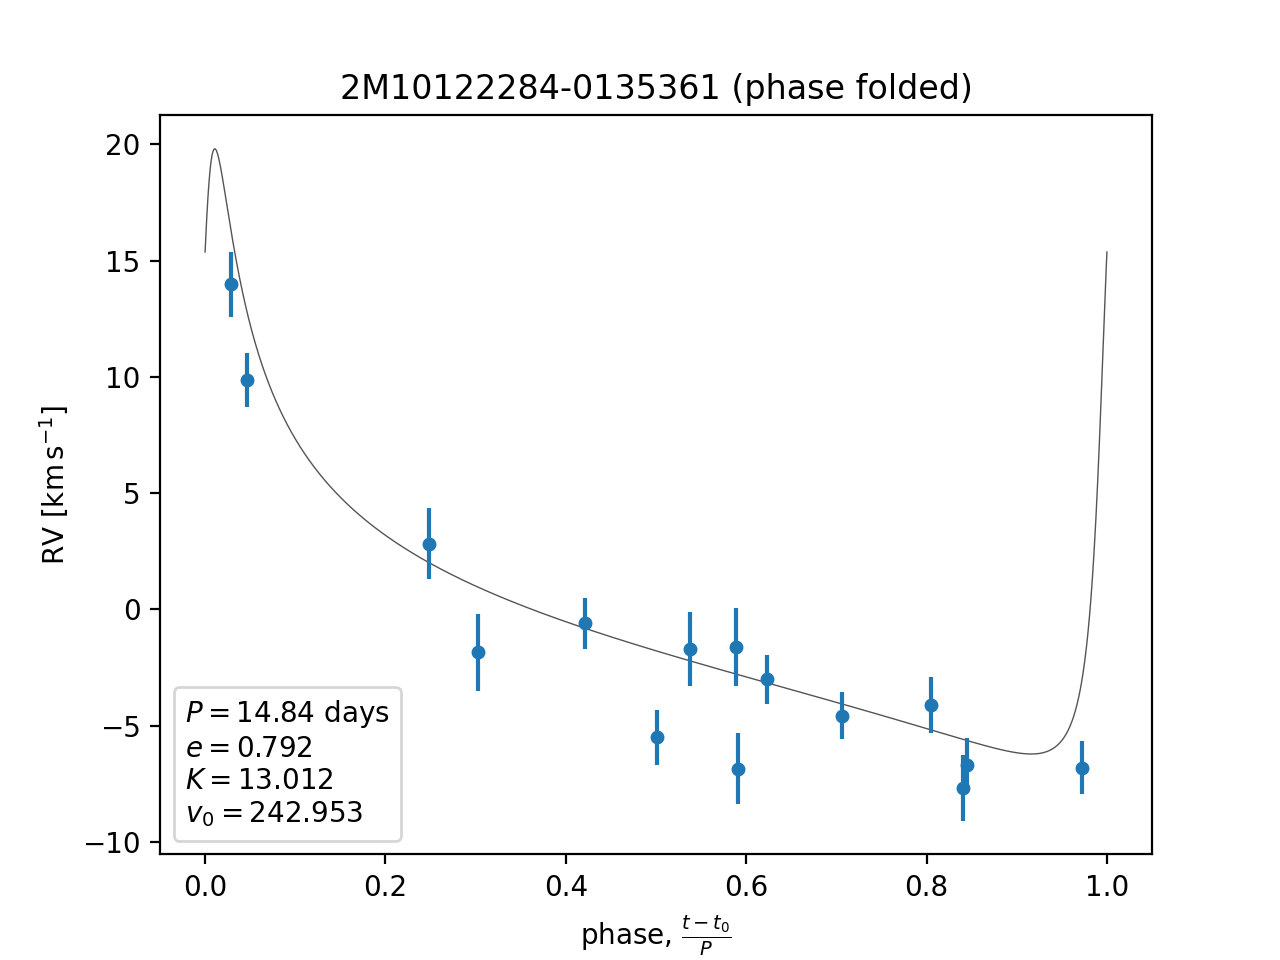 2M10122284-0135361 (phase folded)
20
15
10
5
0
−5
−10
RV [km s⁻¹]
P = 14.84 days
e = 0.792
K = 13.012
v₀ = 242.953
0.0 0.2 0.4 0.6 0.8 1.0
phase, (t − t₀)/P